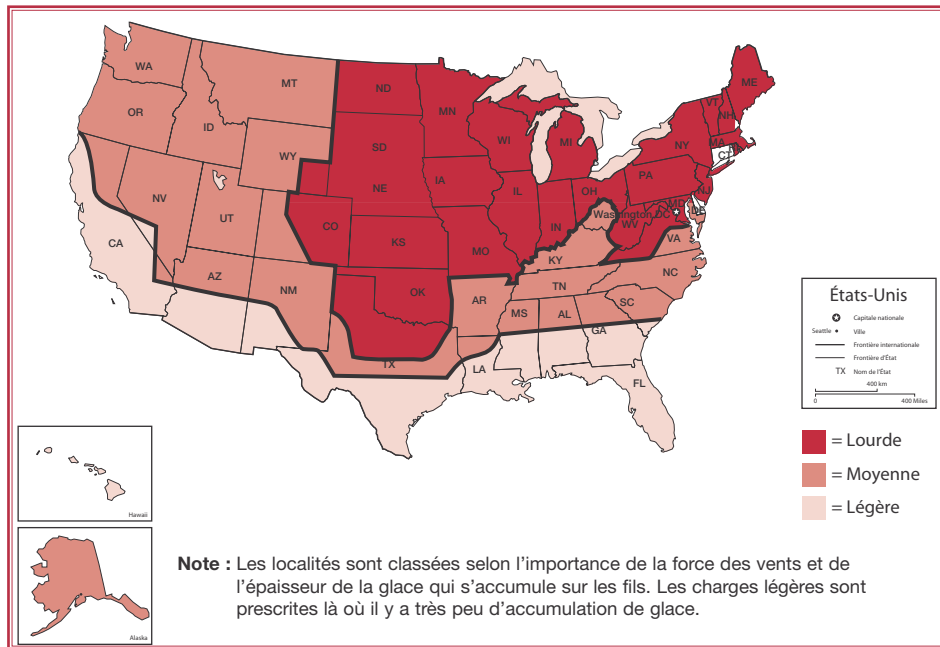 WA
MT
ND
MN
ME
OR
ID
SD
WI
MI
VT
NH
WY
NY
MA
CT
NE
IA
PA
NV
UT
IL
IN
OH
NJ
MD
DE
Washington DC
WV
CA
CO
KS
MO
KY
VA
AZ
NM
OK
AR
TN
NC
MS
AL
SC
GA
TX
LA
FL
États-Unis
Capitale nationale
Seattle • Ville
Frontière internationale
Frontière d'État
TX Nom de l'État
400 km
0 400 Miles
= Lourde
= Moyenne
= Légère
Hawaii
Alaska
Note : Les localités sont classées selon l'importance de la force des vents et de
l'épaisseur de la glace qui s'accumule sur les fils. Les charges légères sont
prescrites là où il y a très peu d'accumulation de glace.